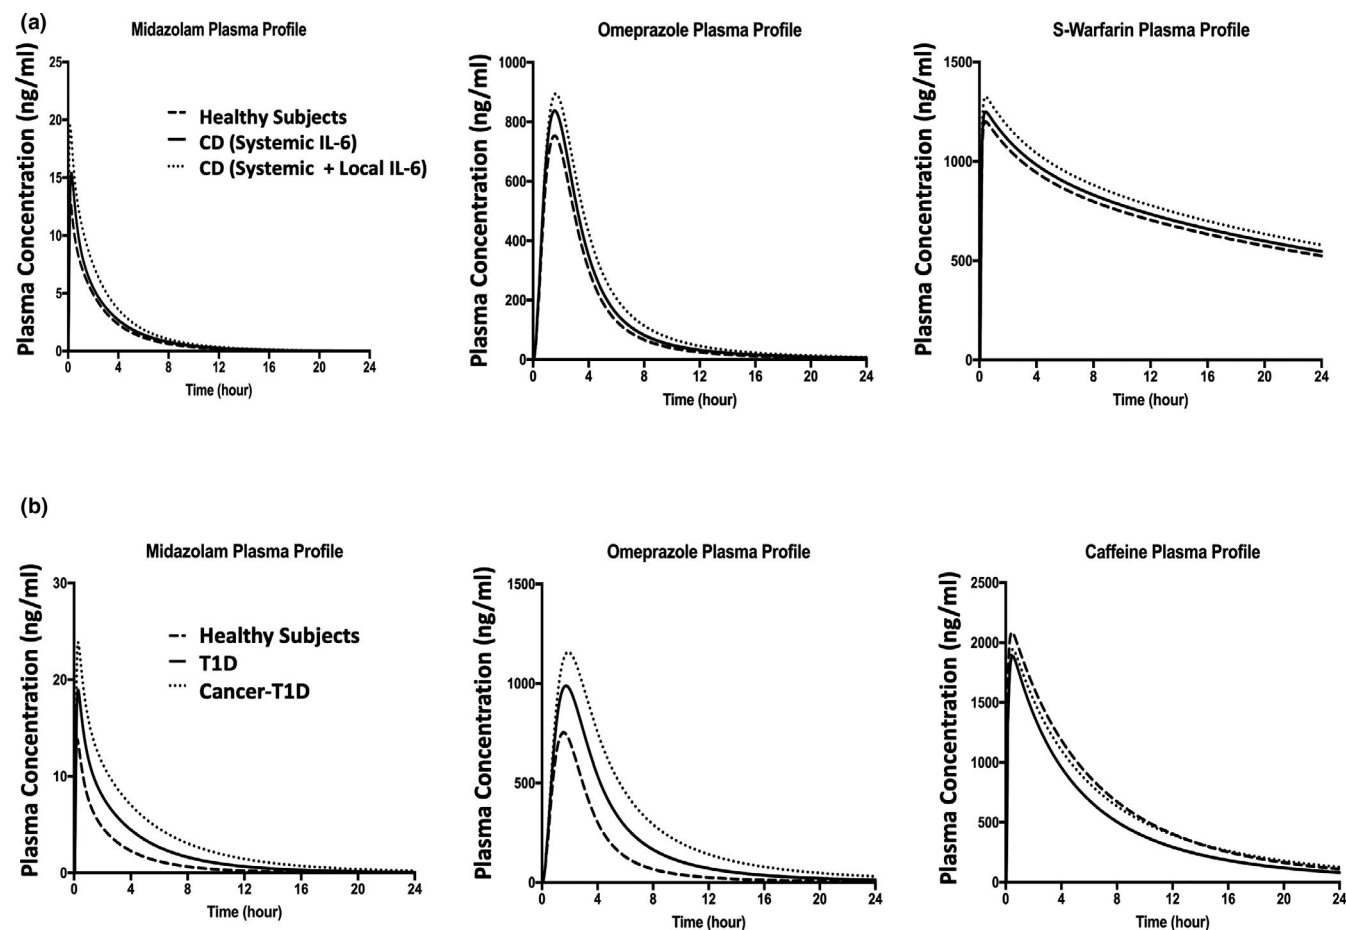 (a)
Midazolam Plasma Profile
Plasma Concentration (ng/ml)
25
20
15
10
5
0
0 4 8 12 16 20 24
Time (hour)
Healthy Subjects
CD (Systemic IL-6)
CD (Systemic + Local IL-6)
Omeprazole Plasma Profile
Plasma Concentration (ng/ml)
1000
800
600
400
200
0
0 4 8 12 16 20 24
Time (hour)
S-Warfarin Plasma Profile
Plasma Concentration (ng/ml)
1500
1000
500
0
0 4 8 12 16 20 24
Time (hour)
(b)
Midazolam Plasma Profile
Plasma Concentration (ng/ml)
30
20
10
0
0 4 8 12 16 20 24
Time (hour)
Healthy Subjects
T1D
Cancer-T1D
Omeprazole Plasma Profile
Plasma Concentration (ng/ml)
1500
1000
500
0
0 4 8 12 16 20 24
Time (hour)
Caffeine Plasma Profile
Plasma Concentration (ng/ml)
2500
2000
1500
1000
500
0
0 4 8 12 16 20 24
Time (hour)